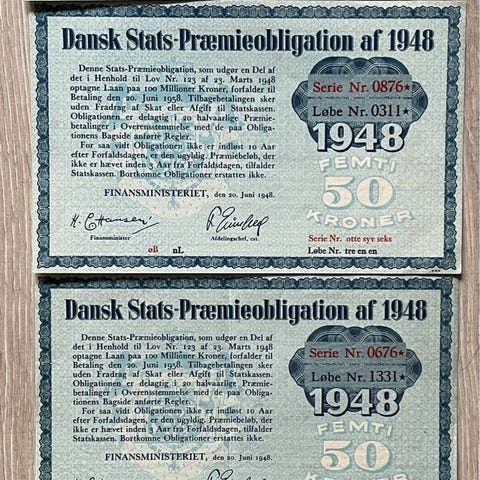 Dansk Stats-Præmieobligation af 1948
Denne Stats-Præmieobligation, som udgør en Del af
det i Henhold til Lov Nr. 123 af 23. Marts 1948
optagne Laan paa 100 Millioner Kroner, forfalder til
Betaling den 20. Juni 1958. Tilbagebetalingen sker
uden Fradrag af Skat eller Afgift til Statskassen.
Obligationen er delagtig i 20 halvaarlige Præmie-
betalinger i Overensstemmelse med de paa Obliga-
tionens Bagside anførte Regler.
For saa vidt Obligationen ikke er indløst 10 Aar
efter Forfaldsdagen, er den ugyldig. Præmiebeløb, der
ikke er hævet inden 3 Aar fra Forfaldsdagen, tilfalder
Statskassen. Bortkomne Obligationer erstattes ikke.
FINANSMINISTERIET, den 20. Juni 1948.
H. C. Hansen
Finansminister
Afdelingschef, cst.
øB nL
Serie Nr. 0876★
Løbe Nr. 0311★
1948
FEMTI
50
KRONER
Serie Nr. otte syv seks
Løbe Nr. tre en en
Dansk Stats-Præmieobligation af 1948
Denne Stats-Præmieobligation, som udgør en Del af
det i Henhold til Lov Nr. 123 af 23. Marts 1948
optagne Laan paa 100 Millioner Kroner, forfalder til
Betaling den 20. Juni 1958. Tilbagebetalingen sker
uden Fradrag af Skat eller Afgift til Statskassen.
Obligationen er delagtig i 20 halvaarlige Præmie-
betalinger i Overensstemmelse med de paa Obliga-
tionens Bagside anførte Regler.
For saa vidt Obligationen ikke er indløst 10 Aar
efter Forfaldsdagen, er den ugyldig. Præmiebeløb, der
ikke er hævet inden 3 Aar fra Forfaldsdagen, tilfalder
Statskassen. Bortkomne Obligationer erstattes ikke.
FINANSMINISTERIET, den 20. Juni 1948.
Serie Nr. 0676★
Løbe Nr. 1331★
1948
FEMTI
50